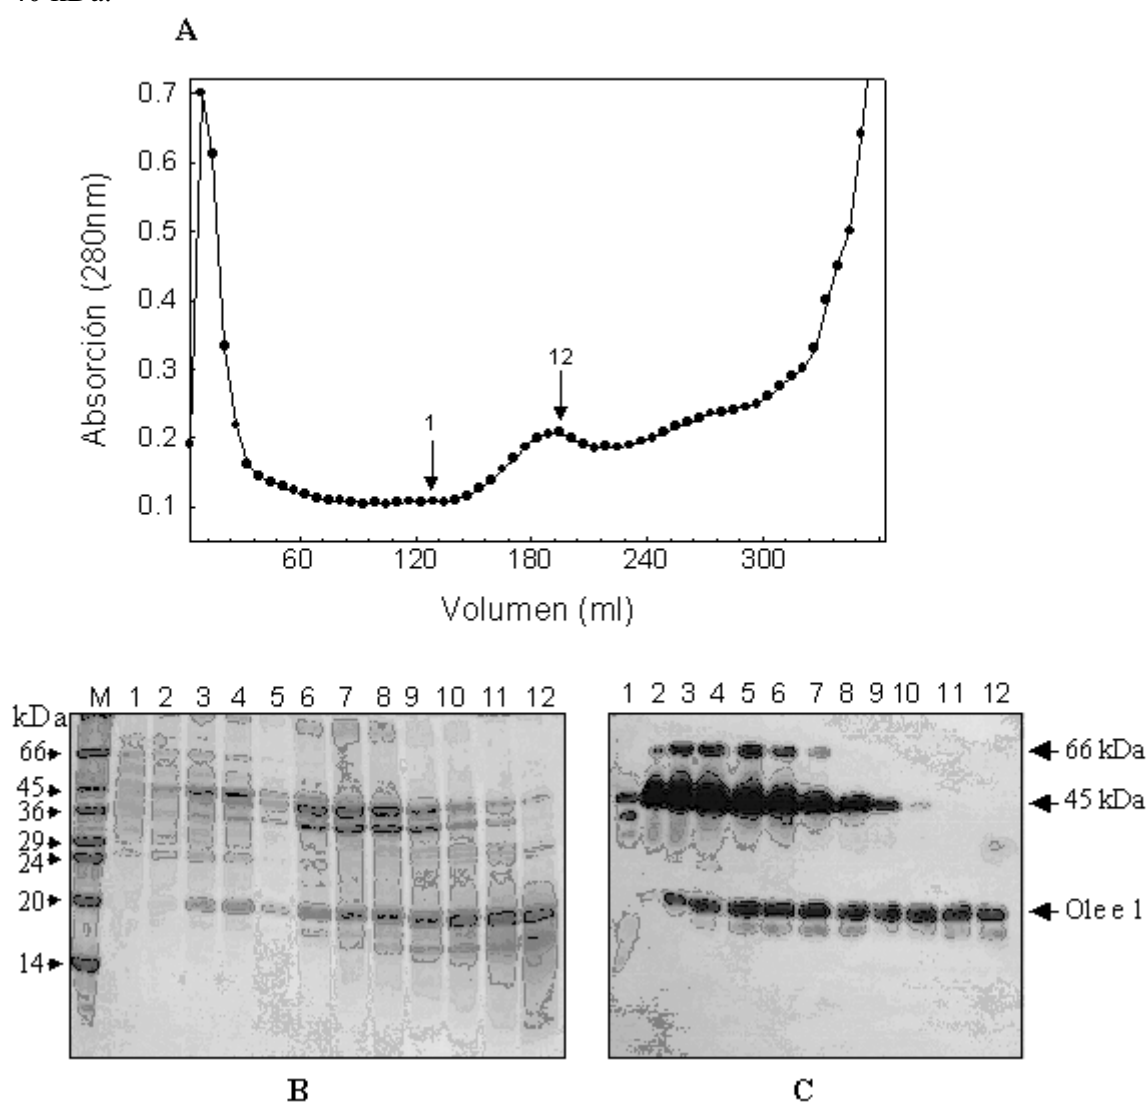 A
0.7
0.6
0.5
0.4
0.3
0.2
0.1
Absorción (280nm)
1
12
60 120 180 240 300
Volumen (ml)
M 1 2 3 4 5 6 7 8 9 10 11 12
kDa
66
45
36
29
24
20
14
B
1 2 3 4 5 6 7 8 9 10 11 12
66 kDa
45 kDa
Ole e 1
C